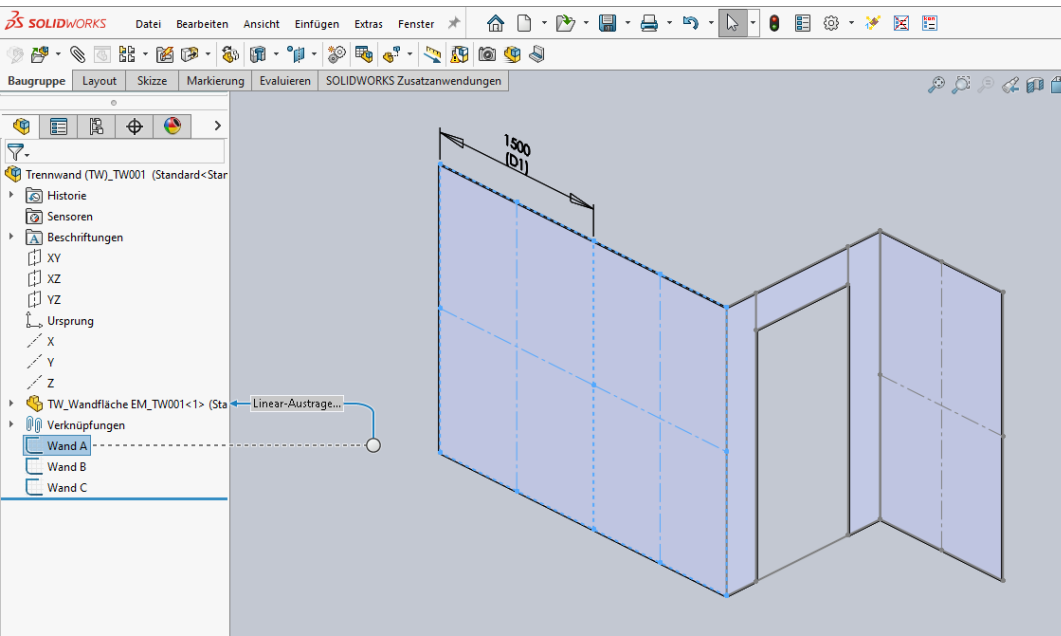 SOLIDWORKS Datei Bearbeiten Ansicht Einfügen Extras Fenster
Baugruppe Layout Skizze Markierung Evaluieren SOLIDWORKS Zusatzanwendungen
Trennwand (TW)_TW001 (Standard<Star
Historie
Sensoren
A Beschriftungen
XY
XZ
YZ
Ursprung
X
Y
Z
TW_Wandfläche EM_TW001<1> (Sta
Linear-Austrage...
Verknüpfungen
Wand A
Wand B
Wand C
1500
(D1)